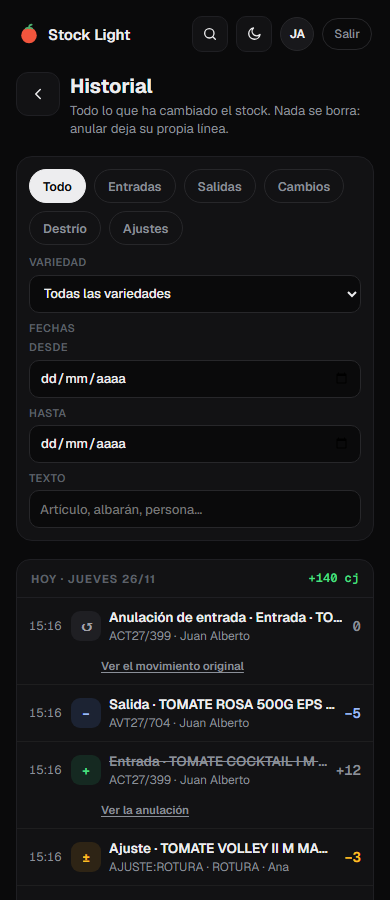 Stock Light
JA
Salir
Historial
Todo lo que ha cambiado el stock. Nada se borra:
anular deja su propia línea.
Todo
Entradas
Salidas
Cambios
Destrío
Ajustes
VARIEDAD
Todas las variedades
FECHAS
DESDE
dd/mm/aaaa
HASTA
dd/mm/aaaa
TEXTO
Artículo, albarán, persona...
HOY · JUEVES 26/11
+140 cj
15:16
Anulación de entrada · Entrada · TO...
0
ACT27/399 · Juan Alberto
Ver el movimiento original
15:16
−
Salida · TOMATE ROSA 500G EPS ...
−5
AVT27/704 · Juan Alberto
15:16
+
Entrada · TOMATE COCKTAIL I M ...
+12
ACT27/399 · Juan Alberto
Ver la anulación
15:16
±
Ajuste · TOMATE VOLLEY II M MA...
−3
AJUSTE:ROTURA · ROTURA · Ana